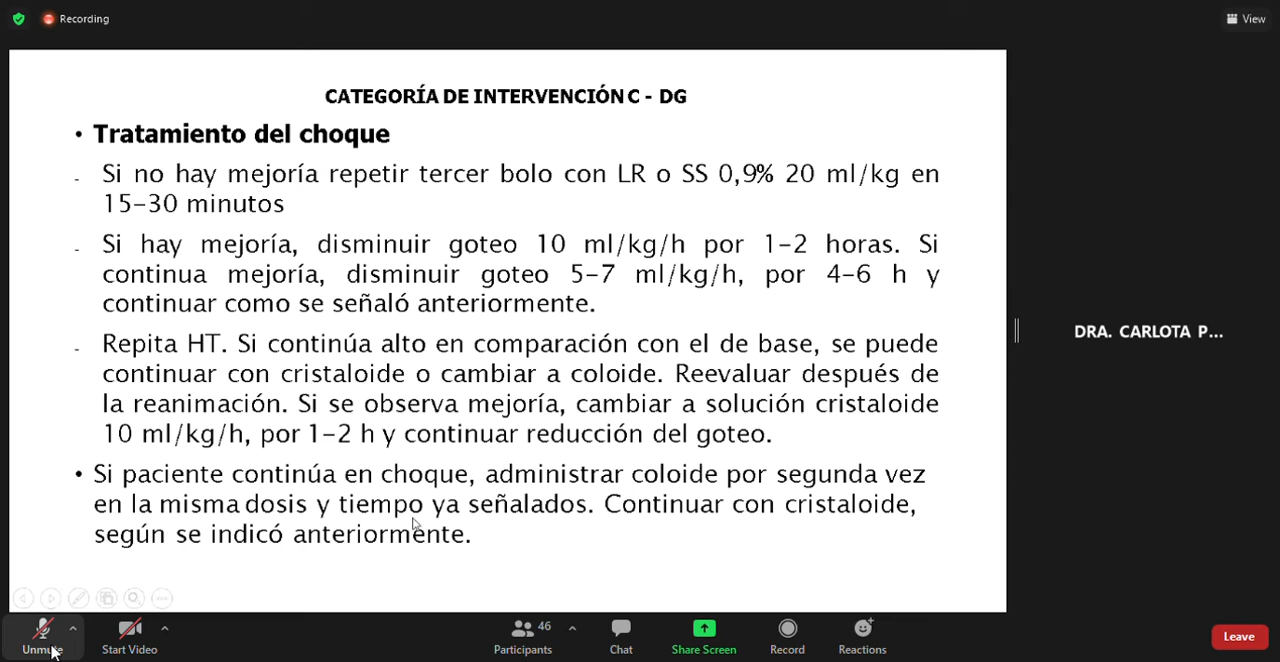 Recording
View
CATEGORÍA DE INTERVENCIÓN C - DG
• Tratamiento del choque
- Si no hay mejoría repetir tercer bolo con LR o SS 0,9% 20 ml/kg en
15-30 minutos
- Si hay mejoría, disminuir goteo 10 ml/kg/h por 1-2 horas. Si
continua mejoría, disminuir goteo 5-7 ml/kg/h, por 4-6 h y
continuar como se señaló anteriormente.
- Repita HT. Si continúa alto en comparación con el de base, se puede
continuar con cristaloide o cambiar a coloide. Reevaluar después de
la reanimación. Si se observa mejoría, cambiar a solución cristaloide
10 ml/kg/h, por 1-2 h y continuar reducción del goteo.
• Si paciente continúa en choque, administrar coloide por segunda vez
en la misma dosis y tiempo ya señalados. Continuar con cristaloide,
según se indicó anteriormente.
DRA. CARLOTA P...
Unmute
Start Video
46
Participants
Chat
Share Screen
Record
Reactions
Leave